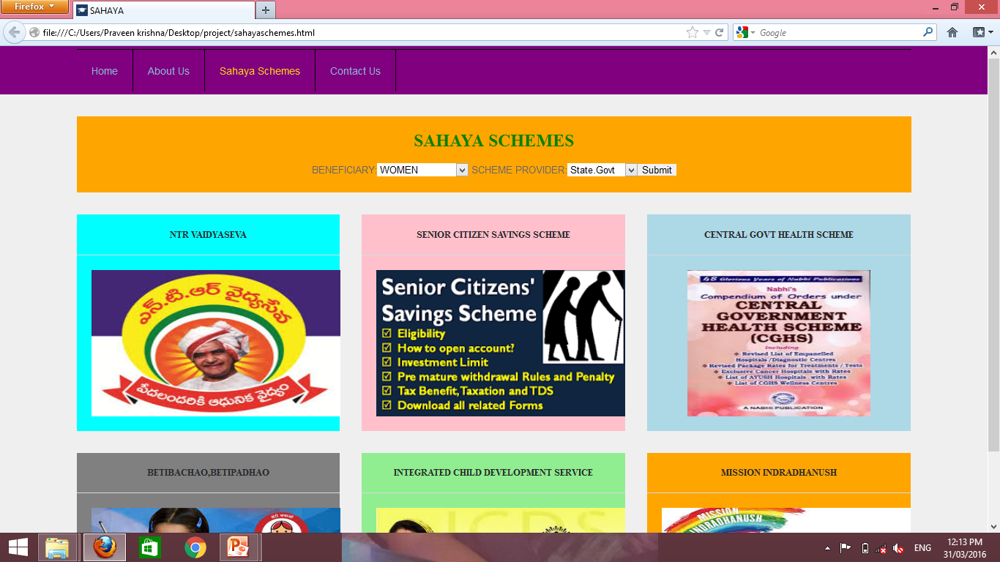 Firefox
SAHAYA
file:///C:/Users/Praveen krishna/Desktop/project/sahayaschemes.html
Google
Home
About Us
Sahaya Schemes
Contact Us
SAHAYA SCHEMES
BENEFICIARY: WOMEN SCHEME PROVIDER: State.Govt Submit
NTR VAIDYASEVA
ఎన్.టి.ఆర్ వైద్యసేవ
పేదలందరికి ఆధునిక వైద్యం
SENIOR CITIZEN SAVINGS SCHEME
Senior Citizens'
Savings Scheme
Eligibility
How to open account?
Investment Limit
Pre mature withdrawal Rules and Penalty
Tax Benefit,Taxation and TDS
Download all related Forms
CENTRAL GOVT HEALTH SCHEME
48 Glorious Years of Nabhi Publications
Nabhi's
Compendium of Orders under
CENTRAL
GOVERNMENT
HEALTH SCHEME
(CGHS)
Including
Revised List of Empanelled
Hospitals /Diagnostic Centres
Revised Package Rates for Treatments / Tests
Exclusive Cancer Hospitals with Rates
List of AYUSH Hospitals with Rates
List of CGHS Wellness Centres
A NABHI PUBLICATION
BETIBACHAO,BETIPADHAO
INTEGRATED CHILD DEVELOPMENT SERVICE
ICDS
MISSION INDRADHANUSH
MISSION
INDRADHANUSH
ENG
12:13 PM
31/03/2016